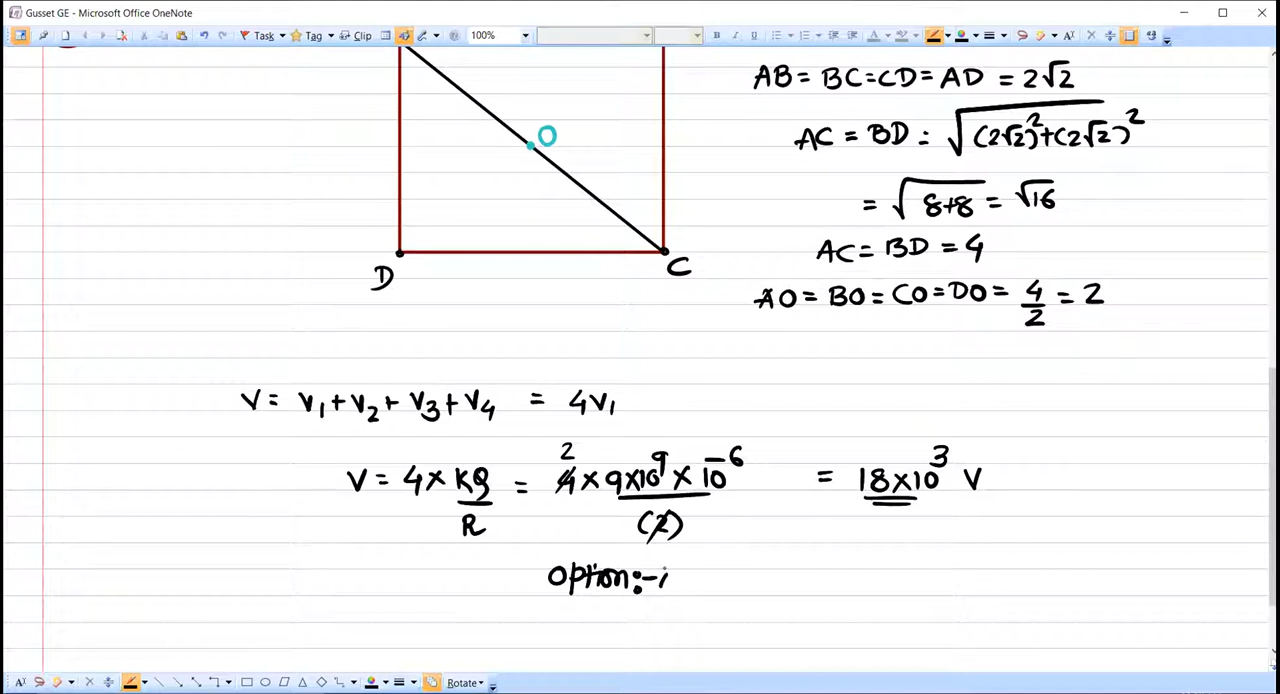 Gusset GE - Microsoft Office OneNote
Task Tag Clip 100%
AB = BC = CD = AD = 2√2
AC = BD = √(2√2)²+(2√2)²
O
= √8+8 = √16
AC = BD = 4
D C
AO = BO = CO = DO = 4/2 = 2
V = V₁ + V₂ + V₃ + V₄ = 4V₁
V = 4 × KQ/R = 2 4 × 9×10⁹ × 10⁻⁶ / (2) = 18×10³ V
Option:-i
Rotate